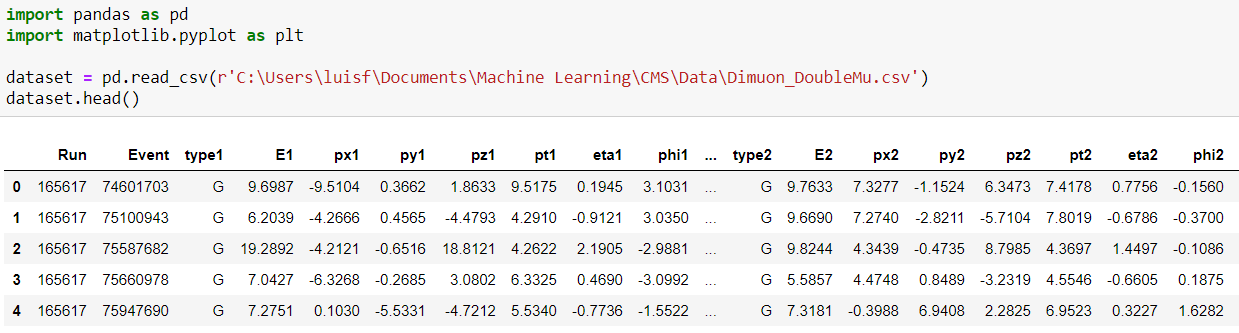 import pandas as pd
import matplotlib.pyplot as plt
dataset = pd.read_csv(r'C:\Users\luisf\Documents\Machine Learning\CMS\Data\Dimuon_DoubleMu.csv')
dataset.head()
Run Event type1 E1 px1 py1 pz1 pt1 eta1 phi1 ... type2 E2 px2 py2 pz2 pt2 eta2 phi2
0 165617 74601703 G 9.6987 -9.5104 0.3662 1.8633 9.5175 0.1945 3.1031 ... G 9.7633 7.3277 -1.1524 6.3473 7.4178 0.7756 -0.1560
1 165617 75100943 G 6.2039 -4.2666 0.4565 -4.4793 4.2910 -0.9121 3.0350 ... G 9.6690 7.2740 -2.8211 -5.7104 7.8019 -0.6786 -0.3700
2 165617 75587682 G 19.2892 -4.2121 -0.6516 18.8121 4.2622 2.1905 -2.9881 ... G 9.8244 4.3439 -0.4735 8.7985 4.3697 1.4497 -0.1086
3 165617 75660978 G 7.0427 -6.3268 -0.2685 3.0802 6.3325 0.4690 -3.0992 ... G 5.5857 4.4748 0.8489 -3.2319 4.5546 -0.6605 0.1875
4 165617 75947690 G 7.2751 0.1030 -5.5331 -4.7212 5.5340 -0.7736 -1.5522 ... G 7.3181 -0.3988 6.9408 2.2825 6.9523 0.3227 1.6282